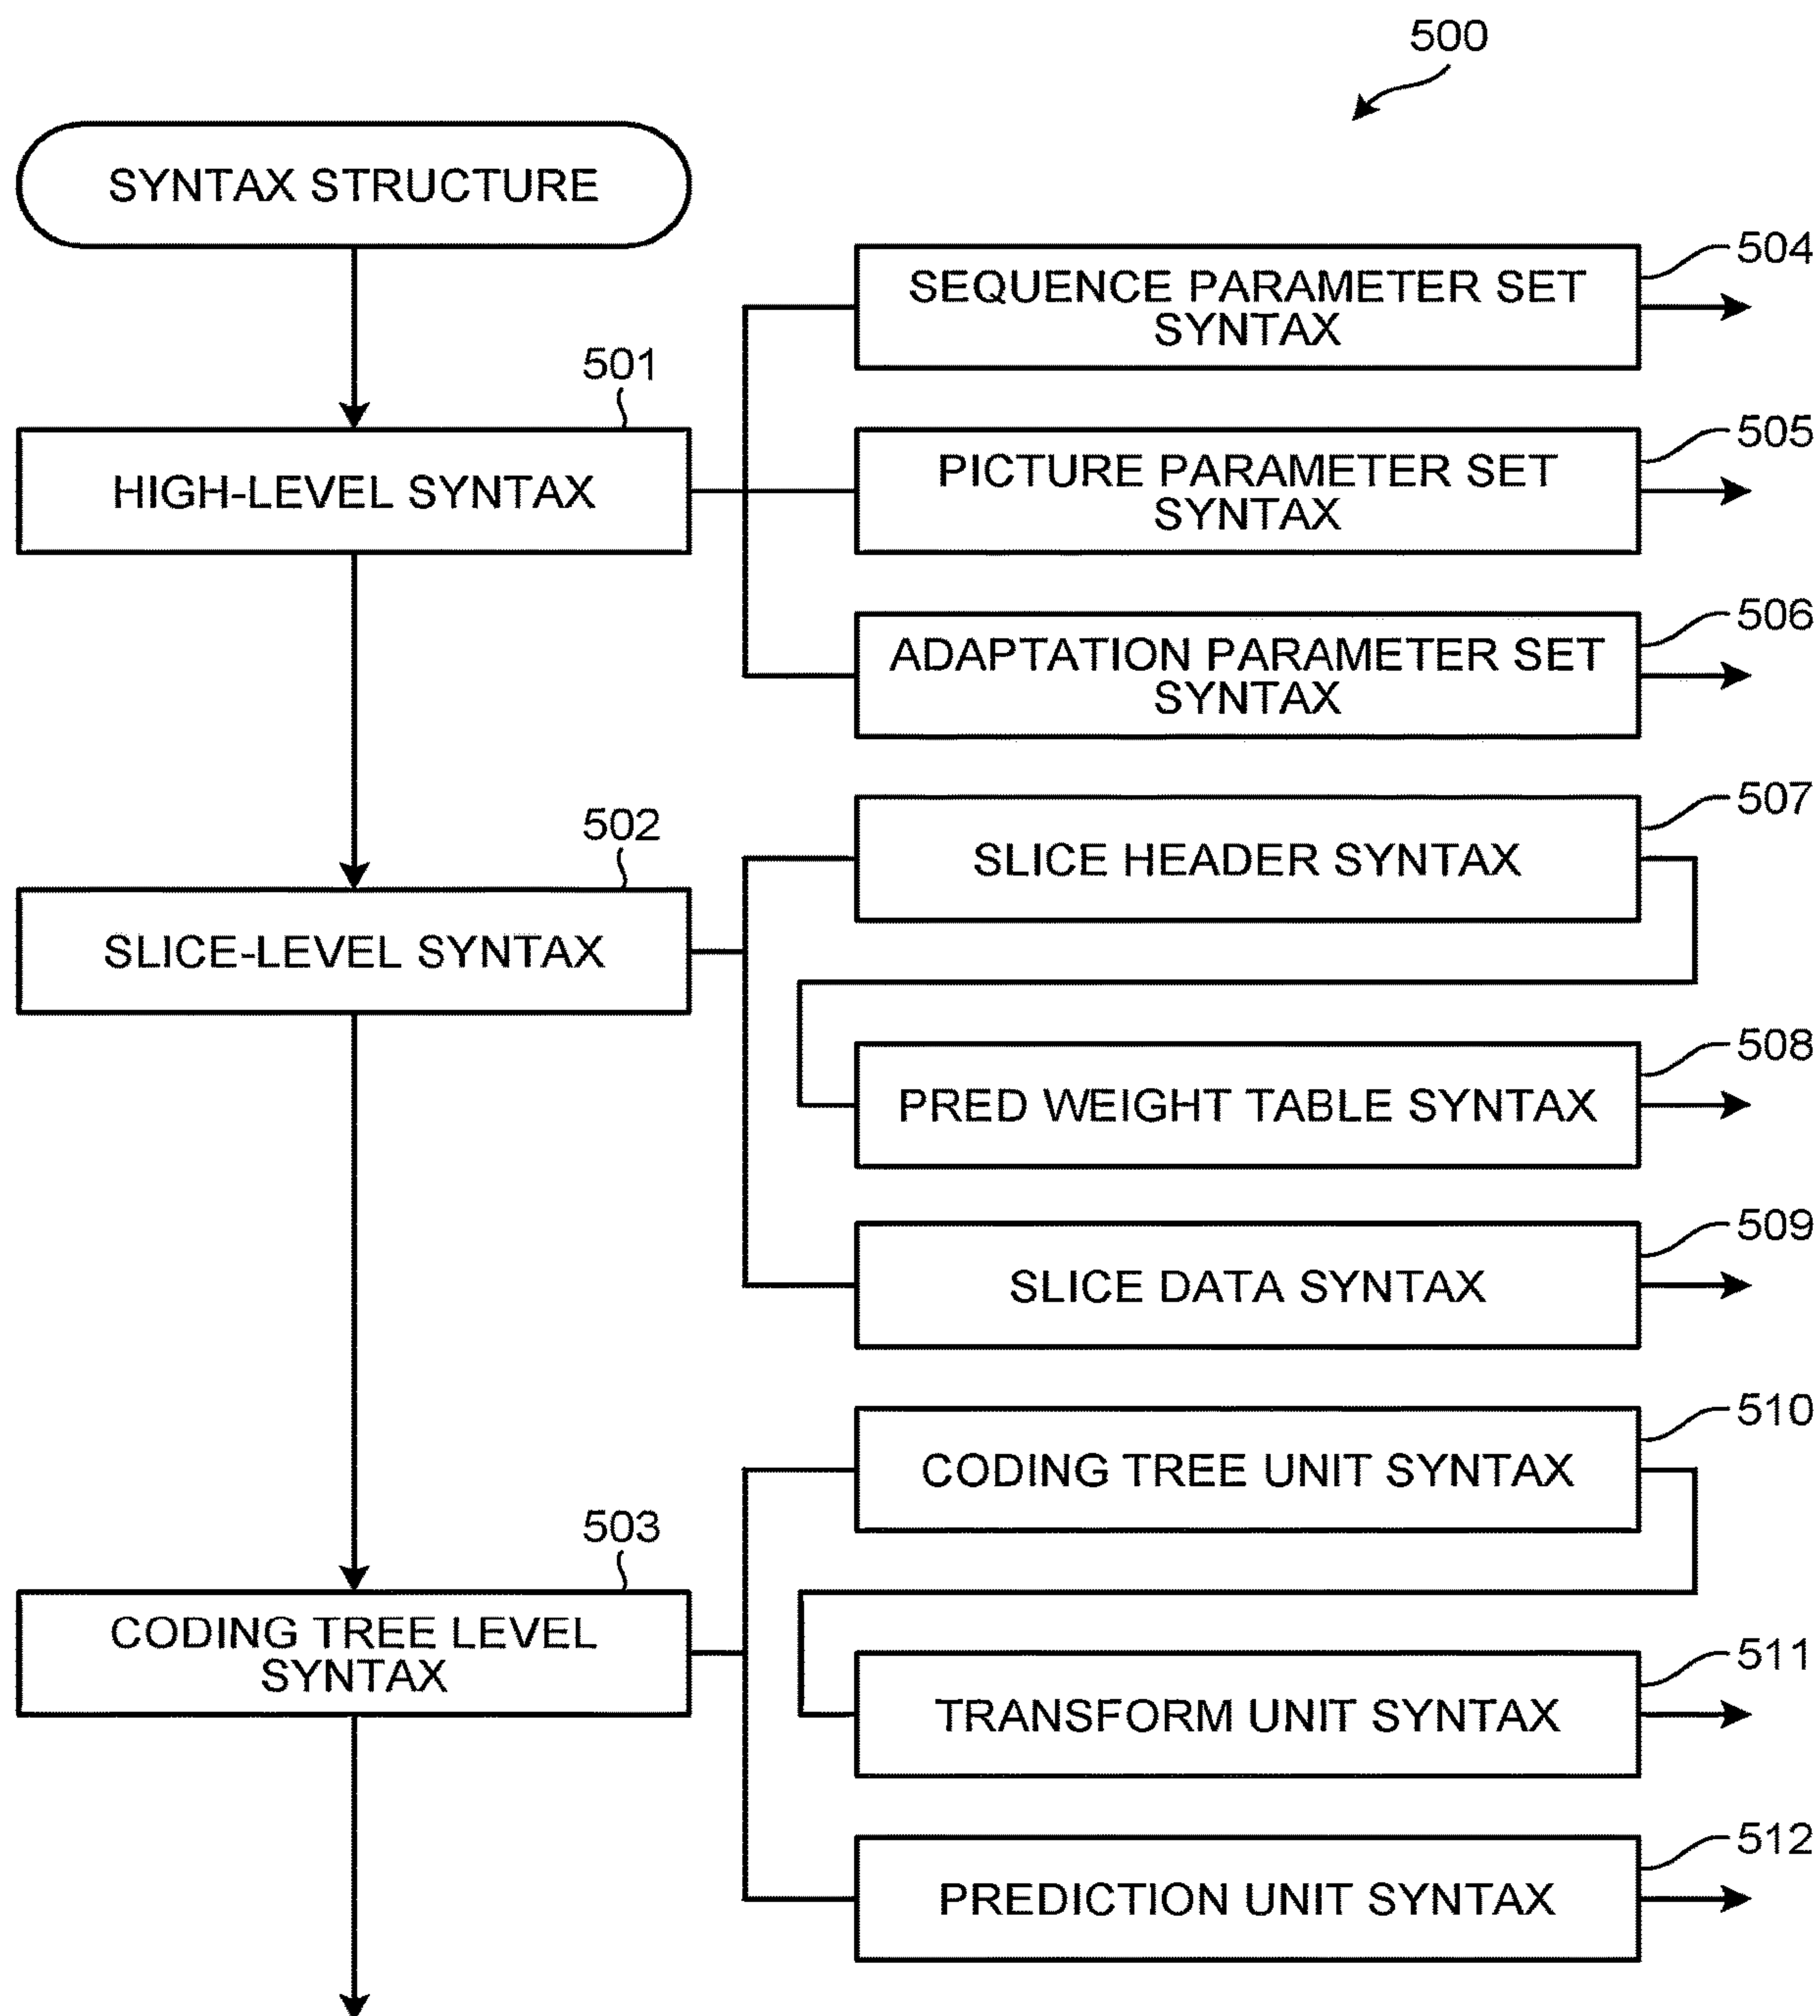 500
SYNTAX STRUCTURE
504
SEQUENCE PARAMETER SET
SYNTAX
501
HIGH-LEVEL SYNTAX
505
PICTURE PARAMETER SET
SYNTAX
506
ADAPTATION PARAMETER SET
SYNTAX
502
SLICE-LEVEL SYNTAX
507
SLICE HEADER SYNTAX
508
PRED WEIGHT TABLE SYNTAX
509
SLICE DATA SYNTAX
503
CODING TREE LEVEL
SYNTAX
510
CODING TREE UNIT SYNTAX
511
TRANSFORM UNIT SYNTAX
512
PREDICTION UNIT SYNTAX